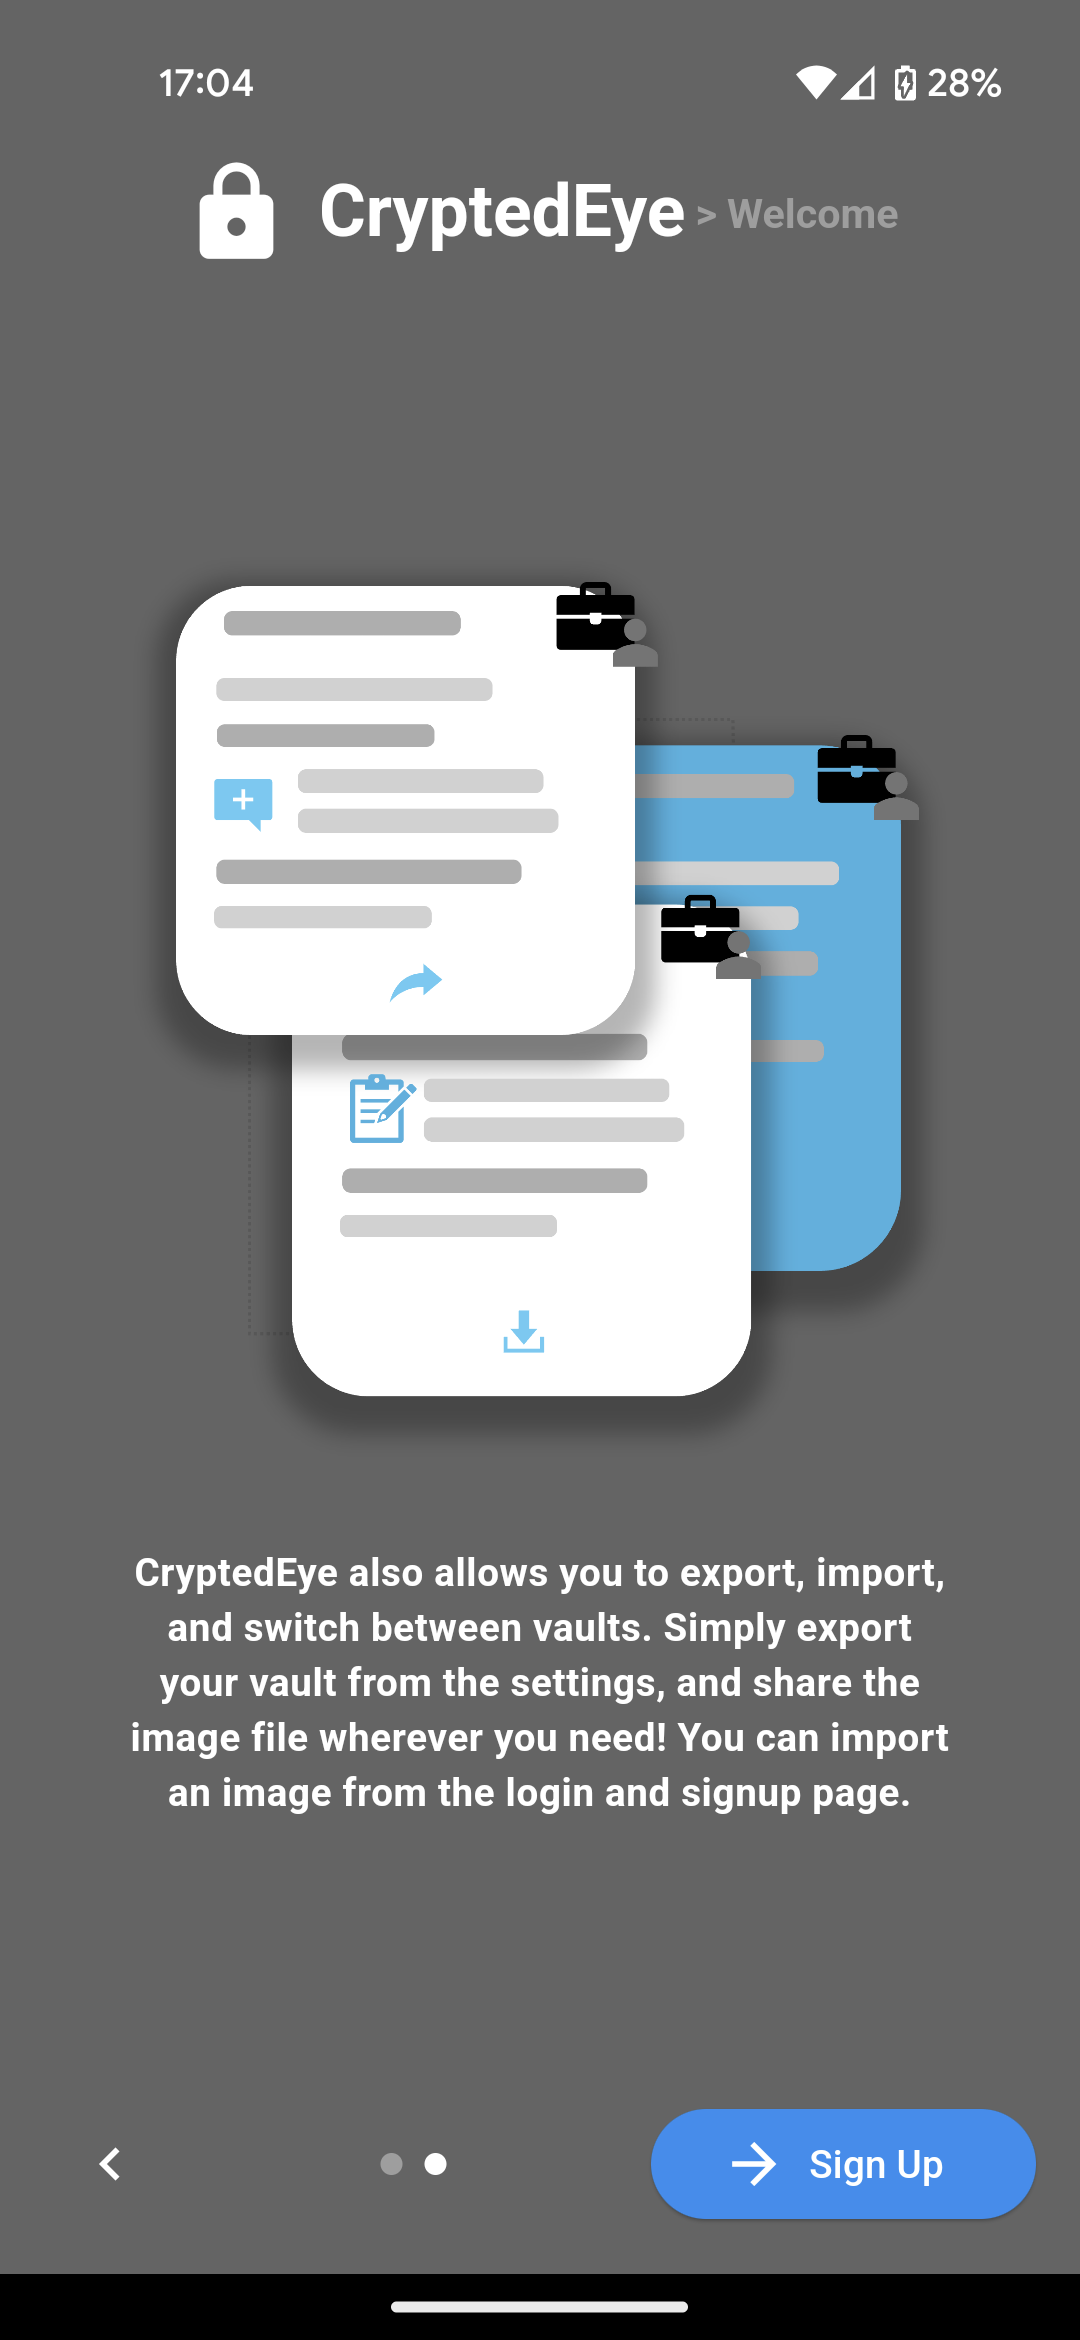 17:04
28%
CryptedEye > Welcome
CryptedEye also allows you to export, import,
and switch between vaults. Simply export
your vault from the settings, and share the
image file wherever you need! You can import
an image from the login and signup page.
Sign Up